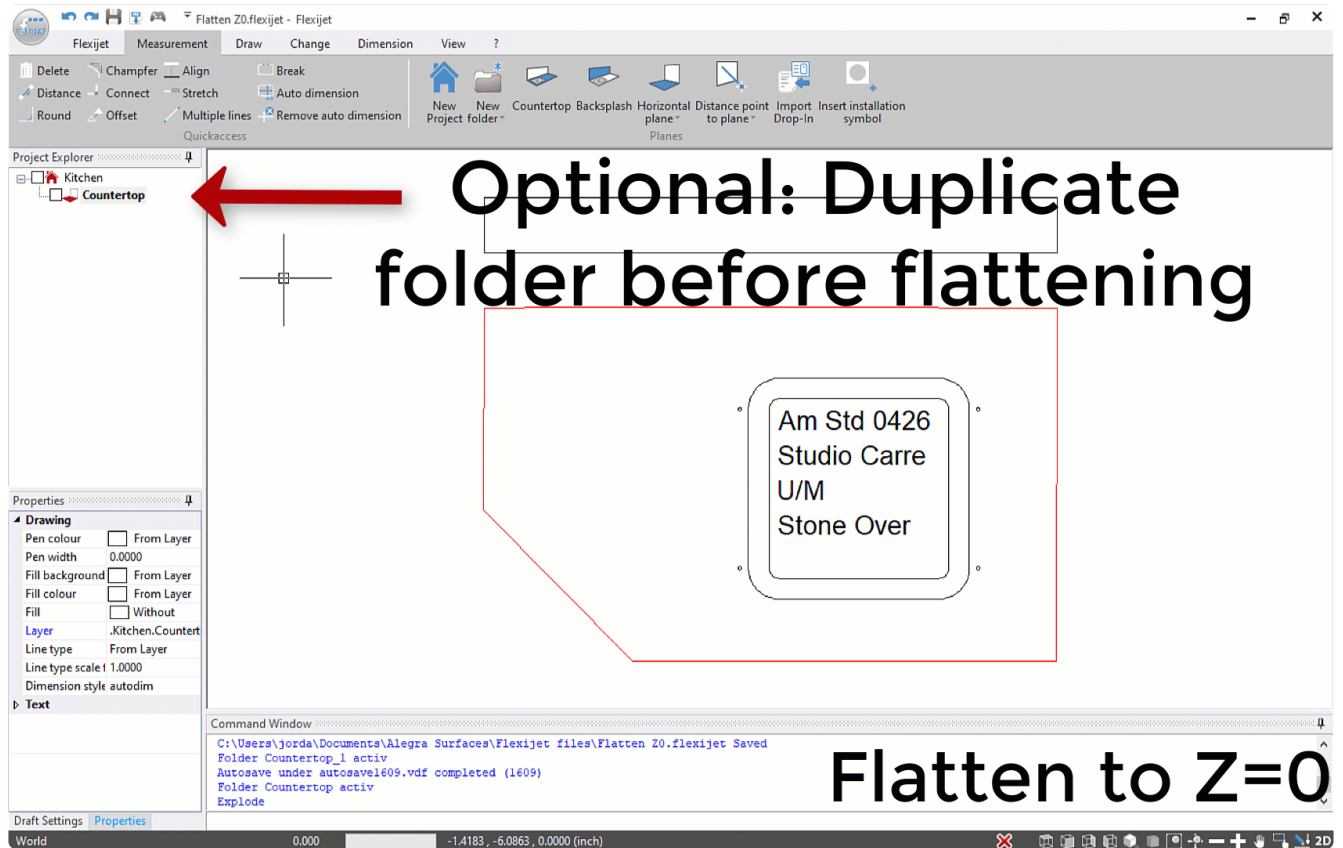 Flatten Z0.flexijet - Flexijet
Flexijet Measurement Draw Change Dimension View ?
Delete Champfer Align Break
Distance Connect Stretch Auto dimension
Round Offset Multiple lines Remove auto dimension
Quickaccess
New Project New folder Countertop Backsplash Horizontal plane Distance point to plane Import Drop-In Insert installation symbol
Planes
Project Explorer
Kitchen
Countertop
Optional: Duplicate
folder before flattening
Am Std 0426
Studio Carre
U/M
Stone Over
Properties
Drawing
Pen colour From Layer
Pen width 0.0000
Fill background From Layer
Fill colour From Layer
Fill Without
Layer .Kitchen.Countert
Line type From Layer
Line type scale f 1.0000
Dimension style autodim
Text
Command Window
C:\Users\jorda\Documents\Alegra Surfaces\Flexijet files\Flatten Z0.flexijet Saved
Folder Countertop_1 activ
Autosave under autosave1609.vdf completed (1609)
Folder Countertop activ
Explode
Flatten to Z=0
Draft Settings Properties
World 0.000 -1.4183 , -6.0863 , 0.0000 (inch) 2D